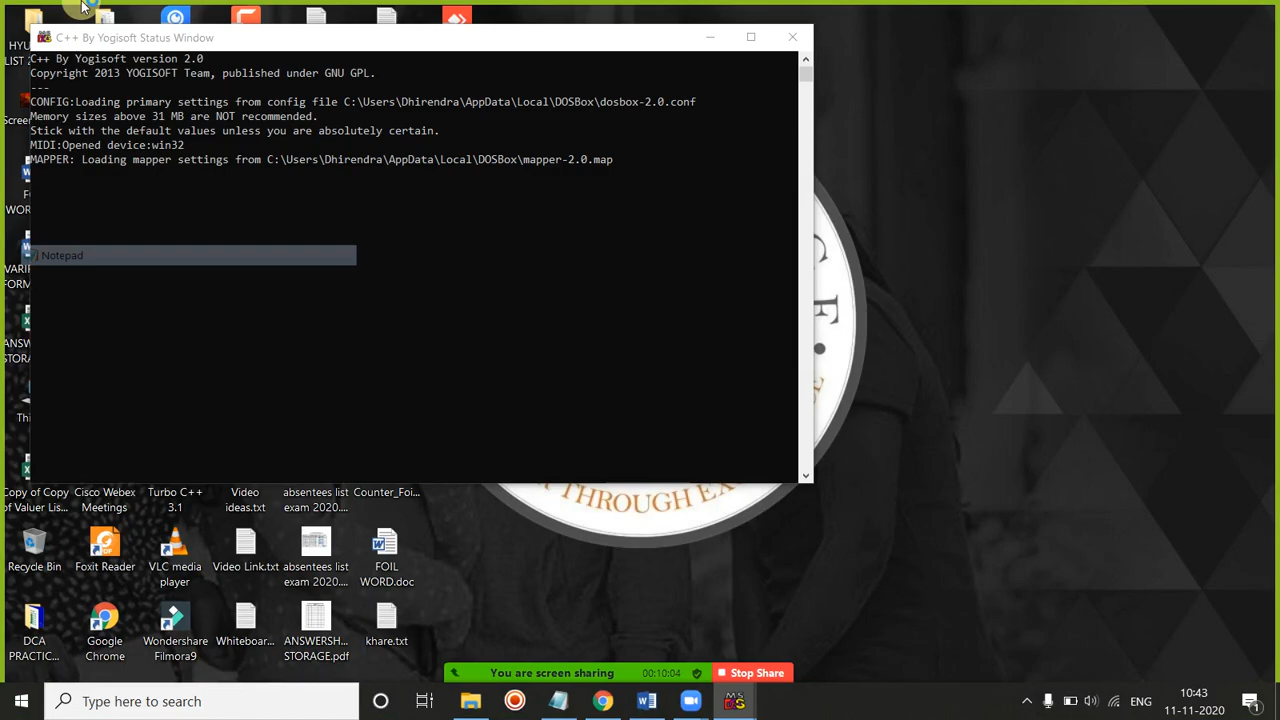 C++ By Yogisoft Status Window
C++ By Yogisoft version 2.0
Copyright 2013 YOGISOFT Team, published under GNU GPL.
---
CONFIG:Loading primary settings from config file C:\Users\Dhirendra\AppData\Local\DOSBox\dosbox-2.0.conf
Memory sizes above 31 MB are NOT recommended.
Stick with the default values unless you are absolutely certain.
MIDI:Opened device:win32
MAPPER: Loading mapper settings from C:\Users\Dhirendra\AppData\Local\DOSBox\mapper-2.0.map
Notepad
Copy of Copy
of Valuer Lis...
Cisco Webex
Meetings
Turbo C++
3.1
Video
ideas.txt
absentees list
exam 2020....
Counter_Foi...
THROUGH
Recycle Bin
Foxit Reader
VLC media
player
Video Link.txt
absentees list
exam 2020....
FOIL
WORD.doc
DCA
PRACTIC...
Google
Chrome
Wondershare
Filmora9
Whiteboar...
ANSWERSH...
STORAGE.pdf
khare.txt
You are screen sharing
00:10:04
Stop Share
Type here to search
ENG
10:43
11-11-2020
1